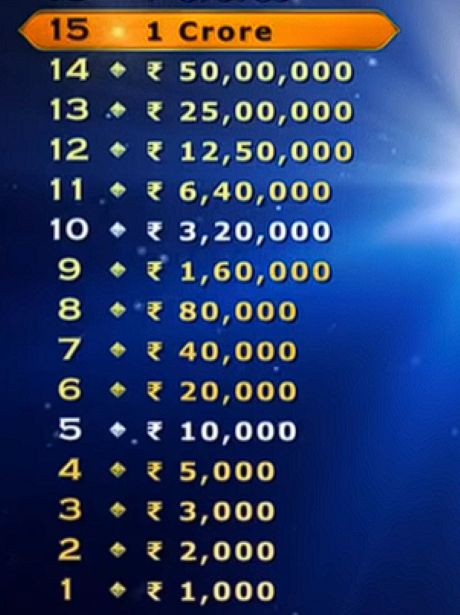 15 1 Crore
14 ◆ ₹ 50,00,000
13 ◆ ₹ 25,00,000
12 ◆ ₹ 12,50,000
11 ◆ ₹ 6,40,000
10 ◆ ₹ 3,20,000
9 ◆ ₹ 1,60,000
8 ◆ ₹ 80,000
7 ◆ ₹ 40,000
6 ◆ ₹ 20,000
5 ◆ ₹ 10,000
4 ◆ ₹ 5,000
3 ◆ ₹ 3,000
2 ◆ ₹ 2,000
1 ◆ ₹ 1,000